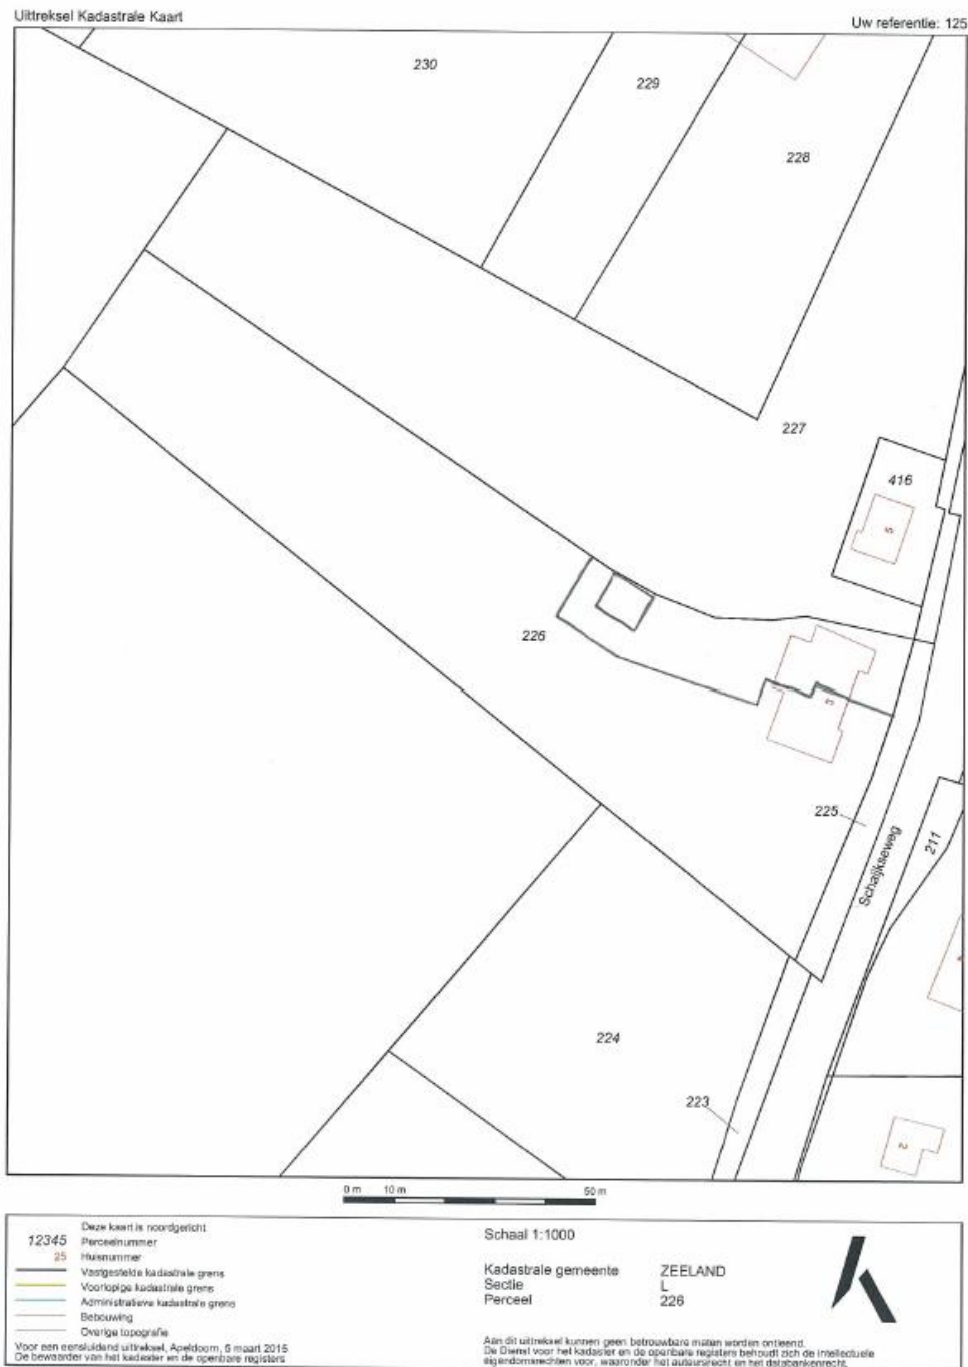 Uittreksel Kadastrale Kaart
Uw referentie: 125
230
229
228
227
416
5
226
3
225
Schaijkseweg
211
224
223
2
0 m 10 m 50 m
Deze kaart is noordgericht
12345 Perceelnummer
25 Huisnummer
Vastgestelde kadastrale grens
Voorlopige kadastrale grens
Administratieve kadastrale grens
Bebouwing
Overige topografie
Voor een eensluidend uittreksel, Apeldoorn, 5 maart 2015
De bewaarder van het kadaster en de openbare registers
Schaal 1:1000
Kadastrale gemeente ZEELAND
Sectie L
Perceel 226
Aan dit uittreksel kunnen geen betrouwbare maten worden ontleend.
De Dienst voor het kadaster en de openbare registers behoudt zich de intellectuele
eigendomsrechten voor, waaronder het auteursrecht en het databankenrecht.